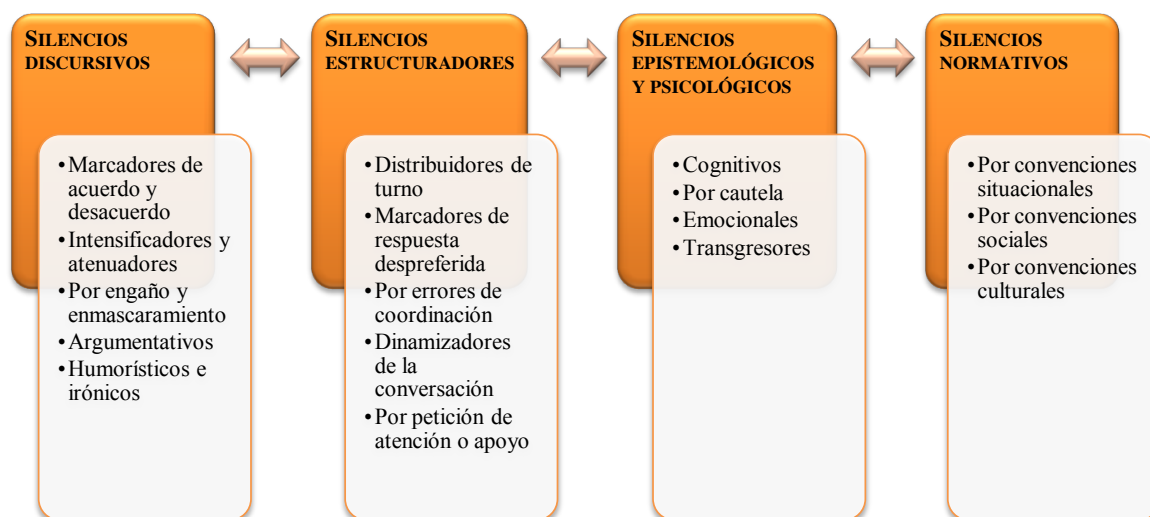 SILENCIOS
DISCURSIVOS
•Marcadores de
acuerdo y
desacuerdo
•Intensificadores y
atenuadores
•Por engaño y
enmascaramiento
•Argumentativos
•Humorísticos e
irónicos
SILENCIOS
ESTRUCTURADORES
•Distribuidores de
turno
•Marcadores de
respuesta
despreferida
•Por errores de
coordinación
•Dinamizadores
de la
conversación
•Por petición de
atención o apoyo
SILENCIOS
EPISTEMOLÓGICOS
Y PSICOLÓGICOS
•Cognitivos
•Por cautela
•Emocionales
•Transgresores
SILENCIOS
NORMATIVOS
•Por convenciones
situacionales
•Por convenciones
sociales
•Por convenciones
culturales